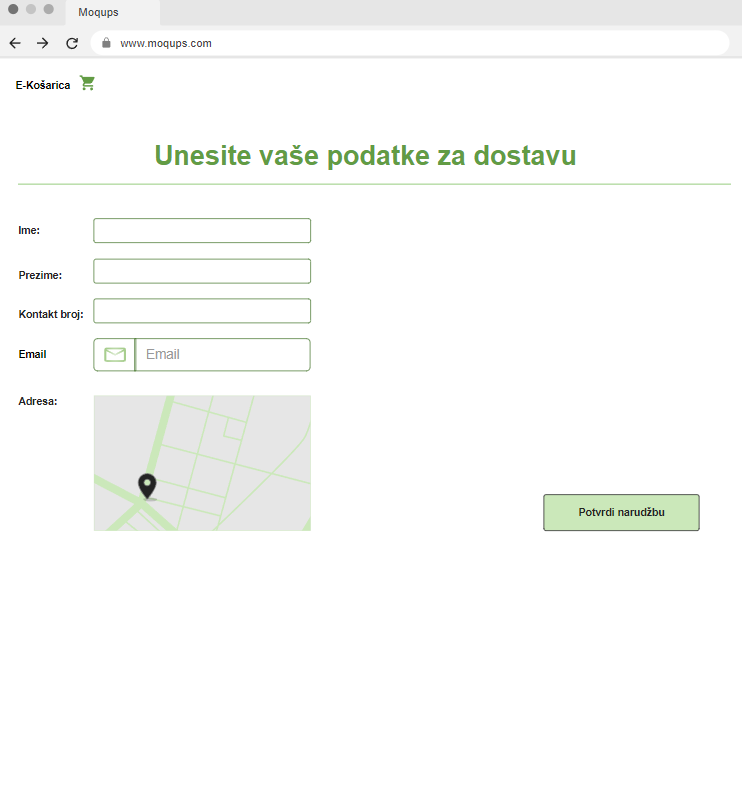 Moqups
www.moqups.com
E-Košarica
Unesite vaše podatke za dostavu
Ime:
Prezime:
Kontakt broj:
Email
Email
Adresa:
Potvrdi narudžbu